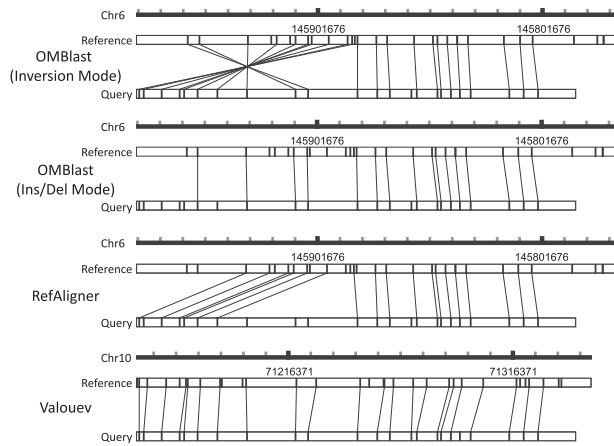 Chr6
145901676 145801676
Reference
OMBlast
(Inversion Mode)
Query
Chr6
145901676 145801676
Reference
OMBlast
(Ins/Del Mode)
Query
Chr6
145901676 145801676
Reference
RefAligner
Query
Chr10
71216371 71316371
Reference
Valouev
Query